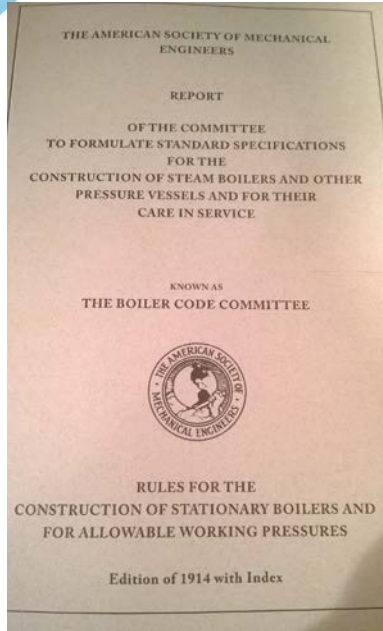 THE AMERICAN SOCIETY OF MECHANICAL
ENGINEERS
REPORT
OF THE COMMITTEE
TO FORMULATE STANDARD SPECIFICATIONS
FOR THE
CONSTRUCTION OF STEAM BOILERS AND OTHER
PRESSURE VESSELS AND FOR THEIR
CARE IN SERVICE
KNOWN AS
THE BOILER CODE COMMITTEE
THE AMERICAN SOCIETY OF
MECHANICAL ENGINEERS
RULES FOR THE
CONSTRUCTION OF STATIONARY BOILERS AND
FOR ALLOWABLE WORKING PRESSURES
Edition of 1914 with Index